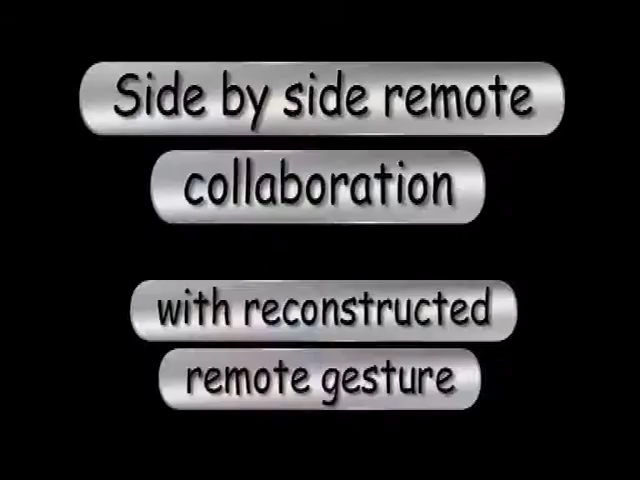 Side by side remote
collaboration
with reconstructed
remote gesture